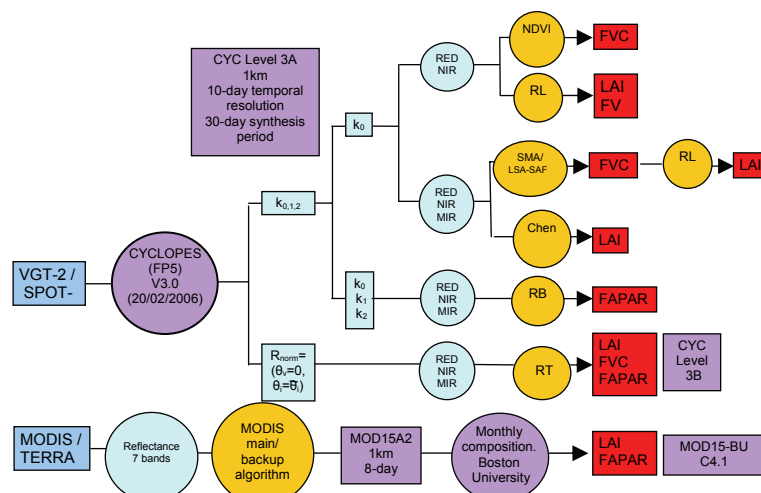 CYC Level 3A
1km
10-day temporal
resolution
30-day synthesis
period
NDVI
FVC
RED
NIR
RL
LAI
FV
k₀
SMA/
LSA-SAF
FVC
RL
LAI
RED
NIR
MIR
Chen
LAI
k₀,₁,₂
CYCLOPES
(FP5)
V3.0
(20/02/2006)
VGT-2 /
SPOT-
k₀
k₁
k₂
RED
NIR
MIR
RB
FAPAR
Rnorm=
(θᵥ=0,
θᵢ=θ̅ᵢ)
RED
NIR
MIR
RT
LAI
FVC
FAPAR
CYC
Level
3B
MODIS /
TERRA
Reflectance
7 bands
MODIS
main/
backup
algorithm
MOD15A2
1km
8-day
Monthly
composition.
Boston
University
LAI
FAPAR
MOD15-BU
C4.1